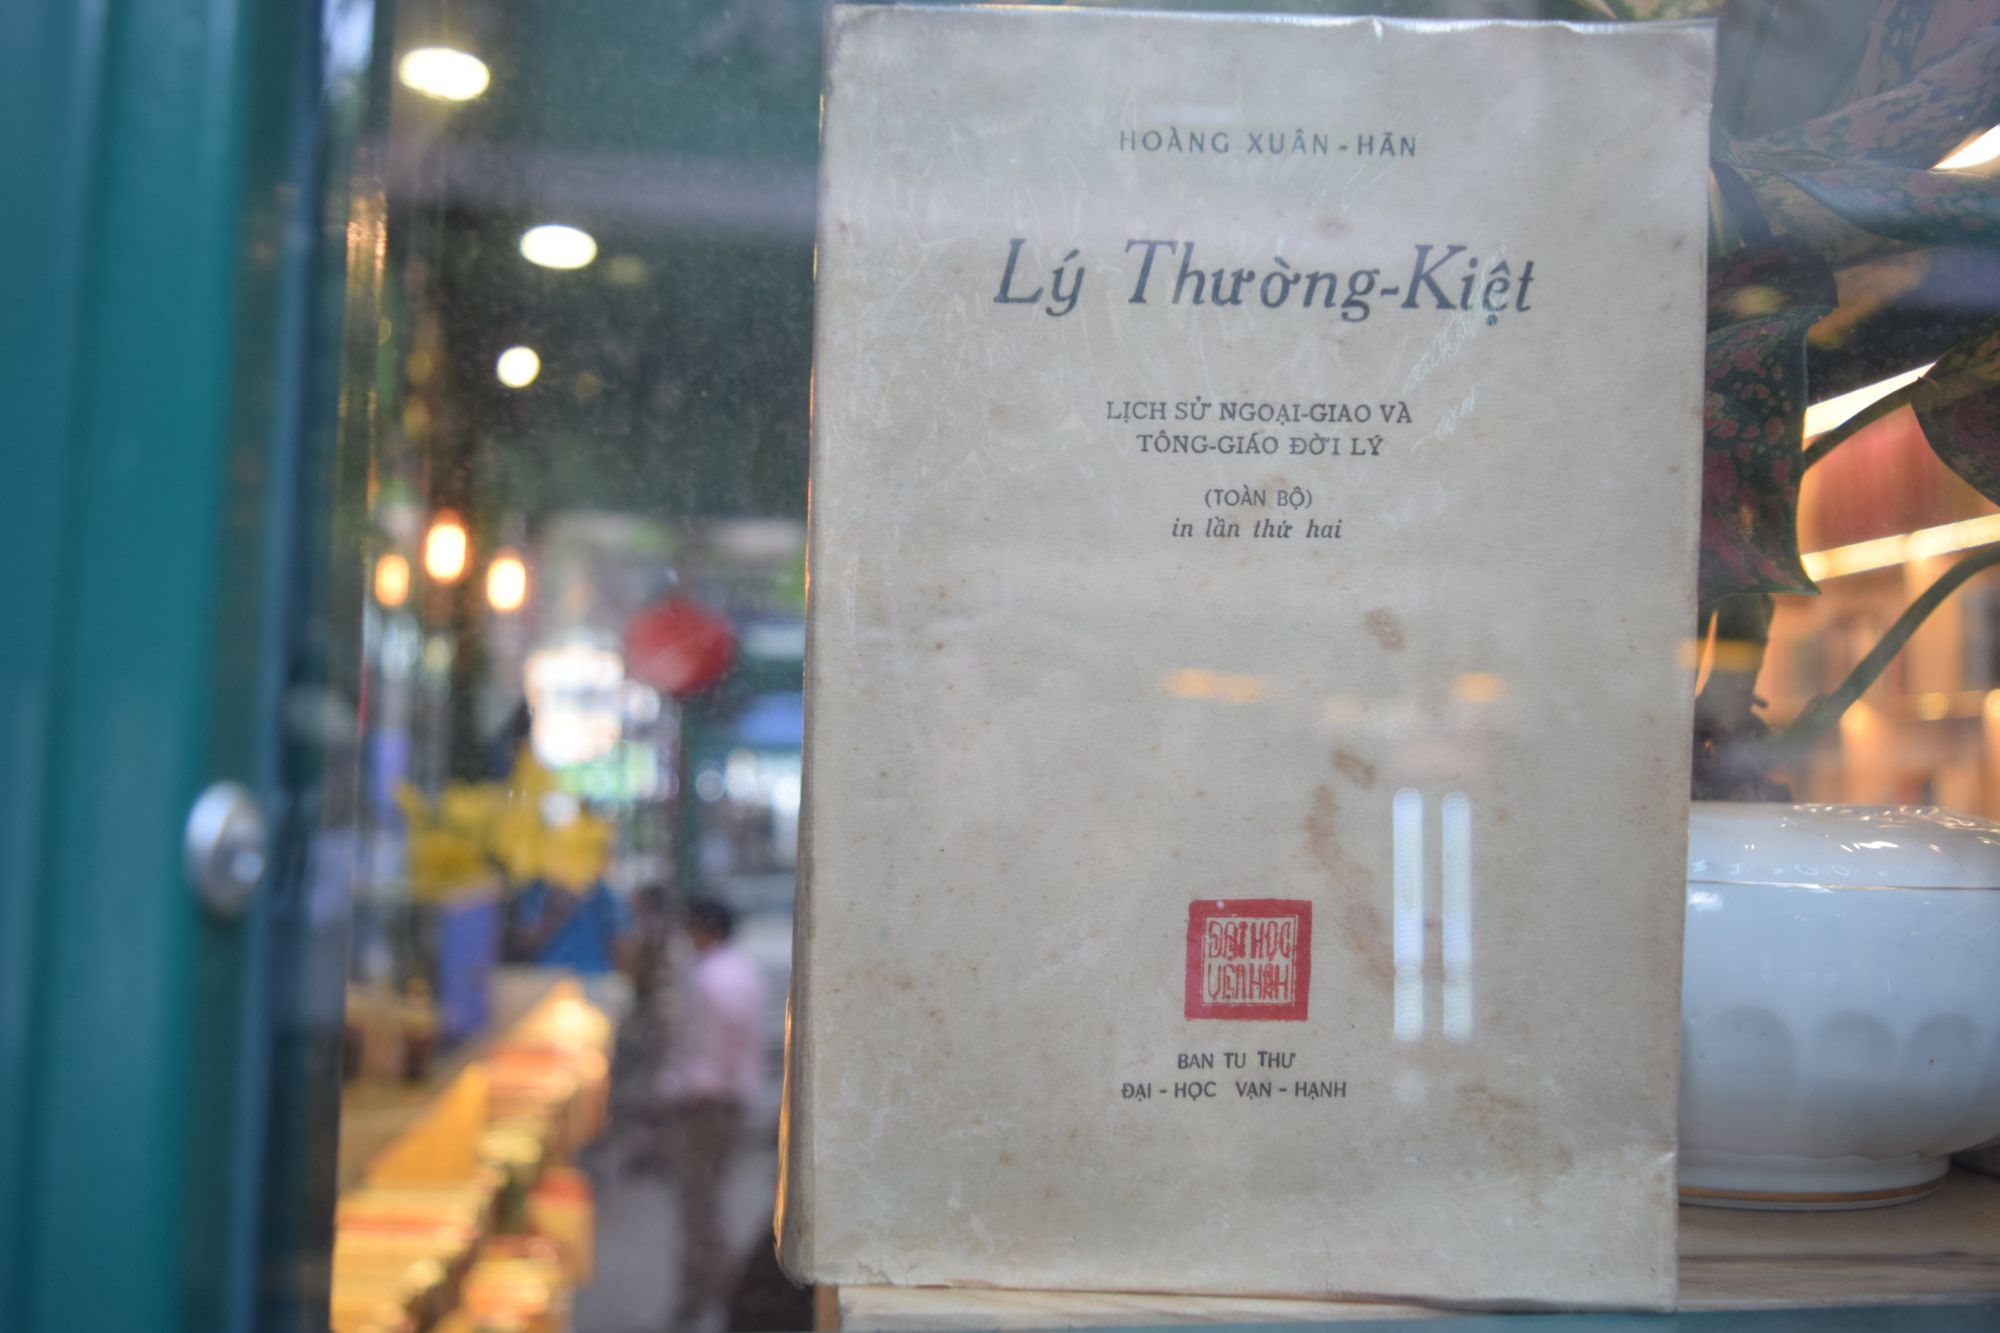 HOÀNG XUÂN-HÃN
Lý Thường-Kiệt
LỊCH SỬ NGOẠI-GIAO VÀ
TÔNG-GIÁO ĐỜI LÝ
(TOÀN BỘ)
in lần thứ hai
ĐẠI HỌC
VẠN HẠNH
BAN TU THƯ
ĐẠI-HỌC VẠN-HẠNH